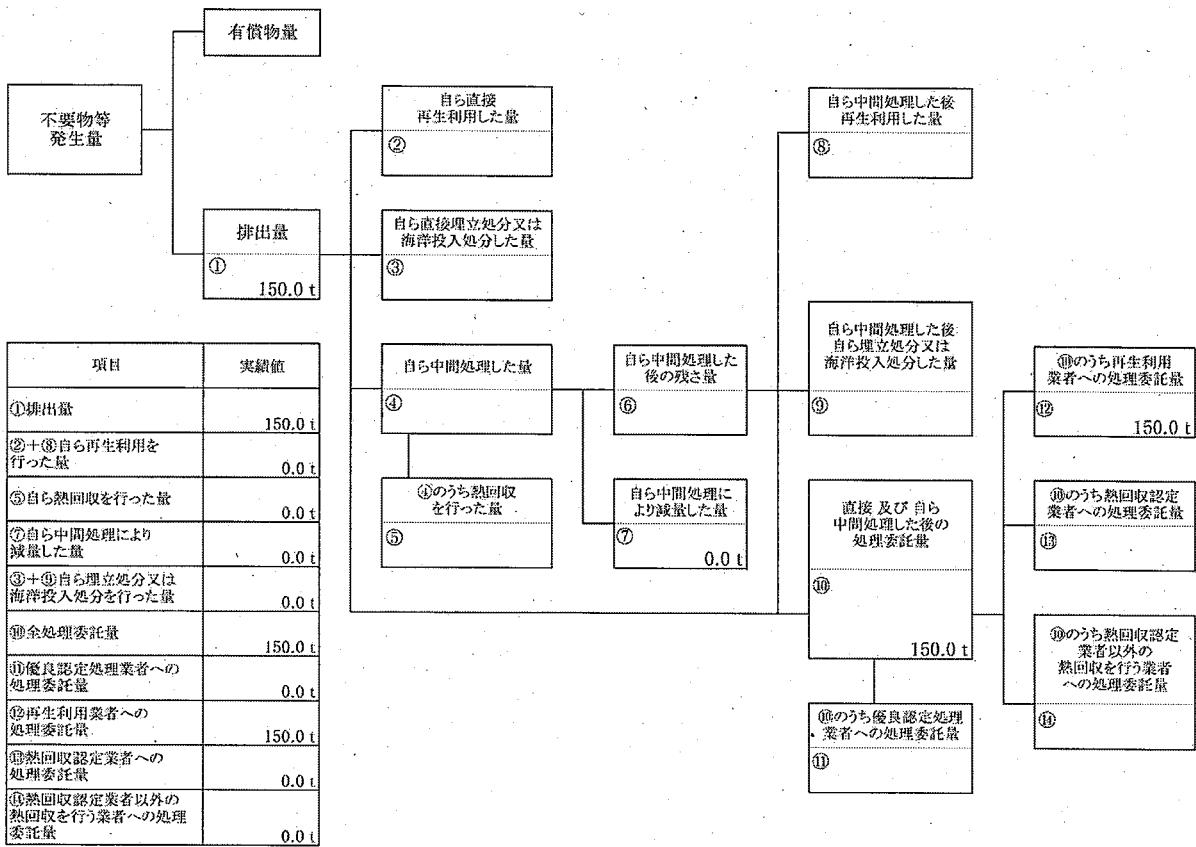 有償物量
不要物等
発生量
排出量
①
150.0 t
自ら直接
再生利用した量
②
自ら直接埋立処分又は
海洋投入処分した量
③
自ら中間処理した量
④
④のうち熱回収
を行った量
⑤
自ら中間処理した
後の残さ量
⑥
自ら中間処理に
より減量した量
⑦
0.0 t
自ら中間処理した後
再生利用した量
⑧
自ら中間処理した後
自ら埋立処分又は
海洋投入処分した量
⑨
直接 及び 自ら
中間処理した後の
処理委託量
⑩
150.0 t
⑩のうち優良認定処理
業者への処理委託量
⑪
⑩のうち再生利用
業者への処理委託量
⑫
150.0 t
⑩のうち熱回収認定
業者への処理委託量
⑬
⑩のうち熱回収認定
業者以外の
熱回収を行う業者
への処理委託量
⑭
項目 実績値
①排出量
150.0 t
②+⑧自ら再生利用を
行った量
0.0 t
⑤自ら熱回収を行った量
0.0 t
⑦自ら中間処理により
減量した量
0.0 t
③+⑨自ら埋立処分又は
海洋投入処分を行った量
0.0 t
⑩全処理委託量
150.0 t
⑪優良認定処理業者への
処理委託量
0.0 t
⑫再生利用業者への
処理委託量
150.0 t
⑬熱回収認定業者への
処理委託量
0.0 t
⑭熱回収認定業者以外の
熱回収を行う業者への処理
委託量
0.0 t